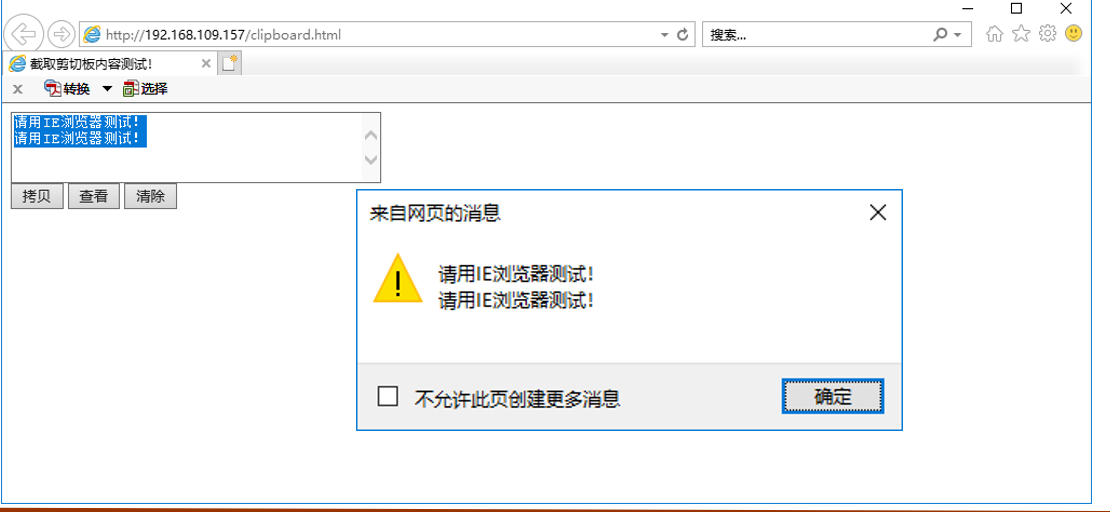 http://192.168.109.157/clipboard.html
搜索...
截取剪切板内容测试!
x 转换 选择
请用IE浏览器测试!
请用IE浏览器测试!
拷贝 查看 清除
来自网页的消息
请用IE浏览器测试!
请用IE浏览器测试!
不允许此页创建更多消息
确定